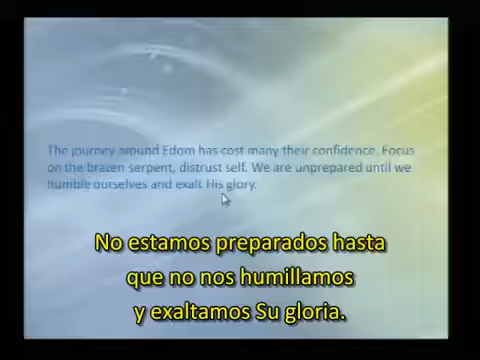 The journey around Edom has cost many their confidence. Focus
on the brazen serpent, distrust self. We are unprepared until we
humble ourselves and exalt His glory.
No estamos preparados hasta
que no nos humillamos
y exaltamos Su gloria.